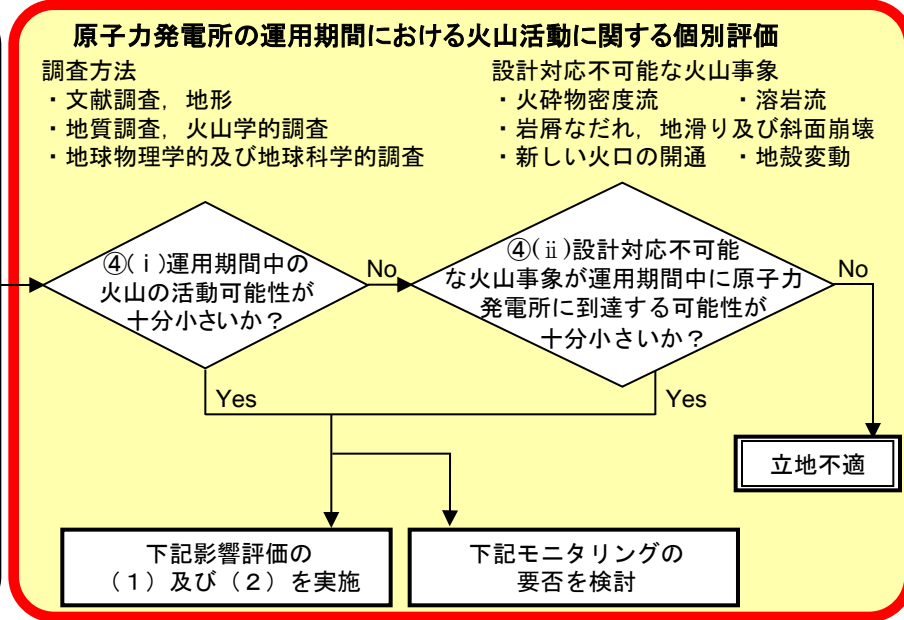 原子力発電所の運用期間における火山活動に関する個別評価
調査方法
・文献調査，地形
・地質調査，火山学的調査
・地球物理学的及び地球科学的調査
設計対応不可能な火山事象
・火砕物密度流　・溶岩流
・岩屑なだれ，地滑り及び斜面崩壊
・新しい火口の開通　・地殻変動
④(ⅰ)運用期間中の
火山の活動可能性が
十分小さいか？
No
④(ⅱ)設計対応不可能
な火山事象が運用期間中に原子力
発電所に到達する可能性が
十分小さいか？
No
Yes
Yes
立地不適
下記影響評価の
（１）及び（２）を実施
下記モニタリングの
要否を検討